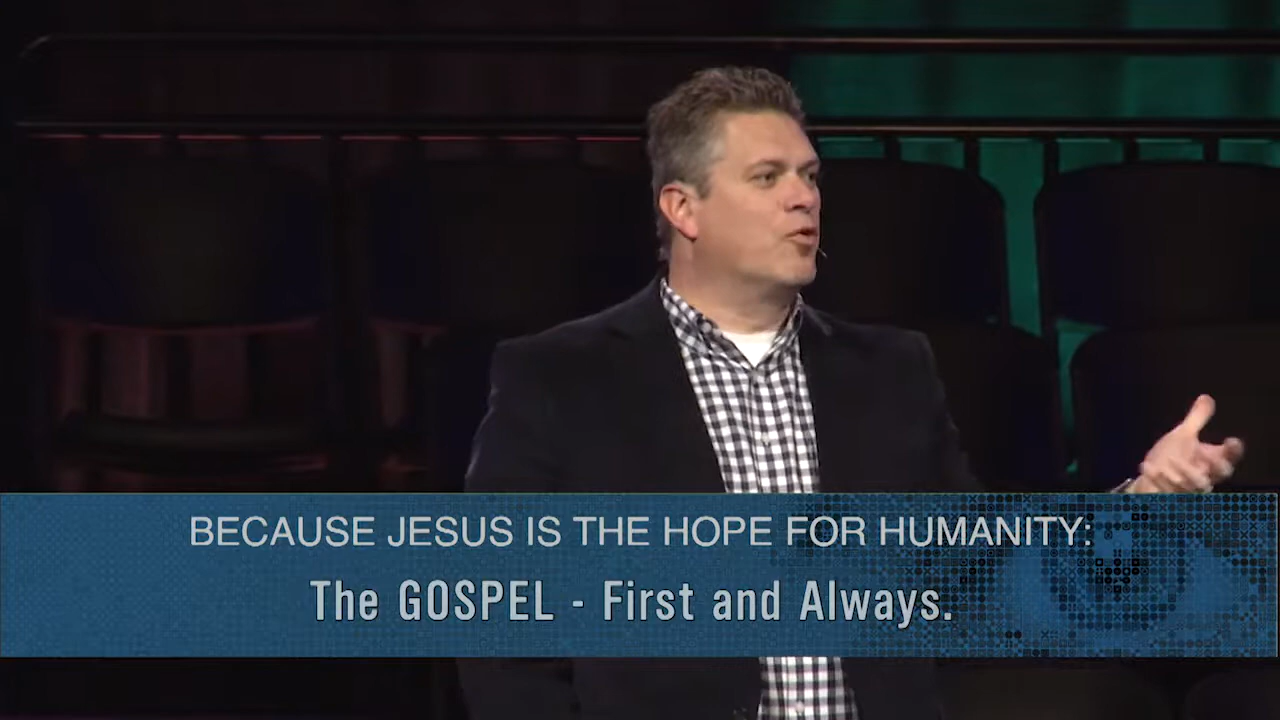 BECAUSE JESUS IS THE HOPE FOR HUMANITY:
The GOSPEL - First and Always.